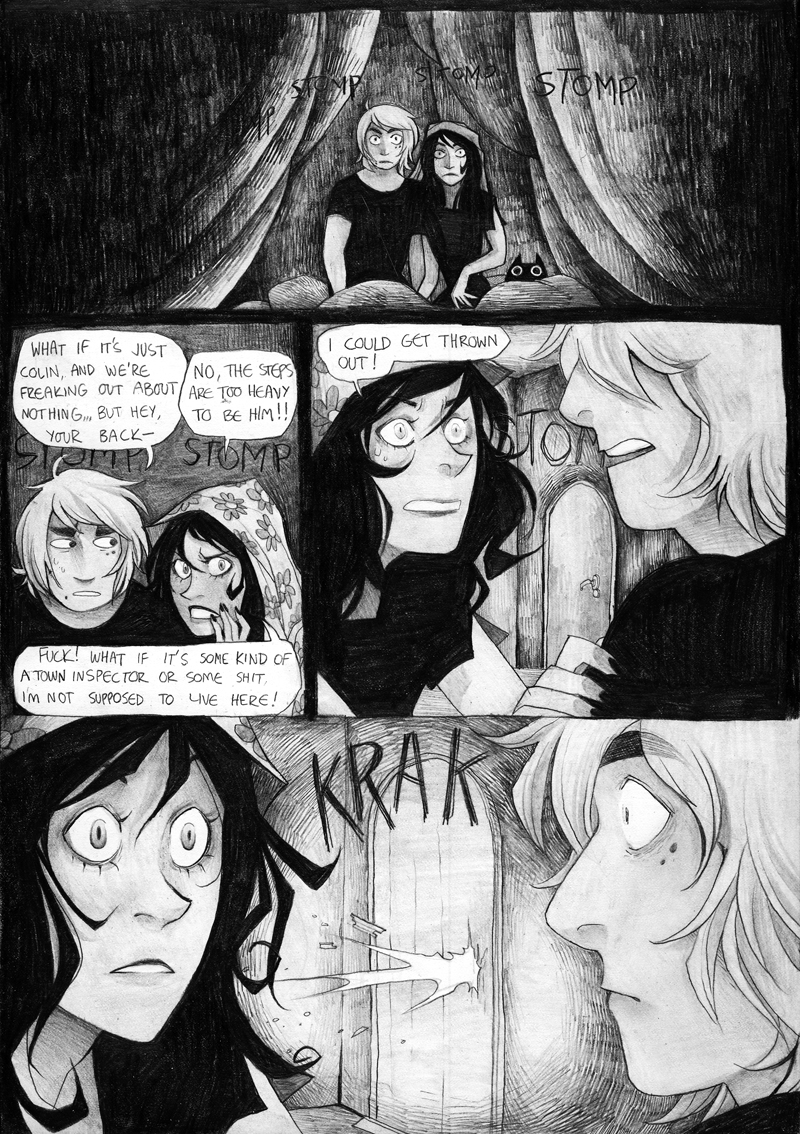 STOMP
STOMP
STOMP
WHAT IF IT'S JUST
COLIN, AND WE'RE
FREAKING OUT ABOUT
NOTHING,,, BUT HEY,
YOUR BACK—
NO, THE STEPS
ARE TOO HEAVY
TO BE HIM!!
STOMP
STOMP
FUCK! WHAT IF IT'S SOME KIND OF
A TOWN INSPECTOR OR SOME SHIT.
I'M NOT SUPPOSED TO LIVE HERE!
I COULD GET THROWN
OUT!
KRAK